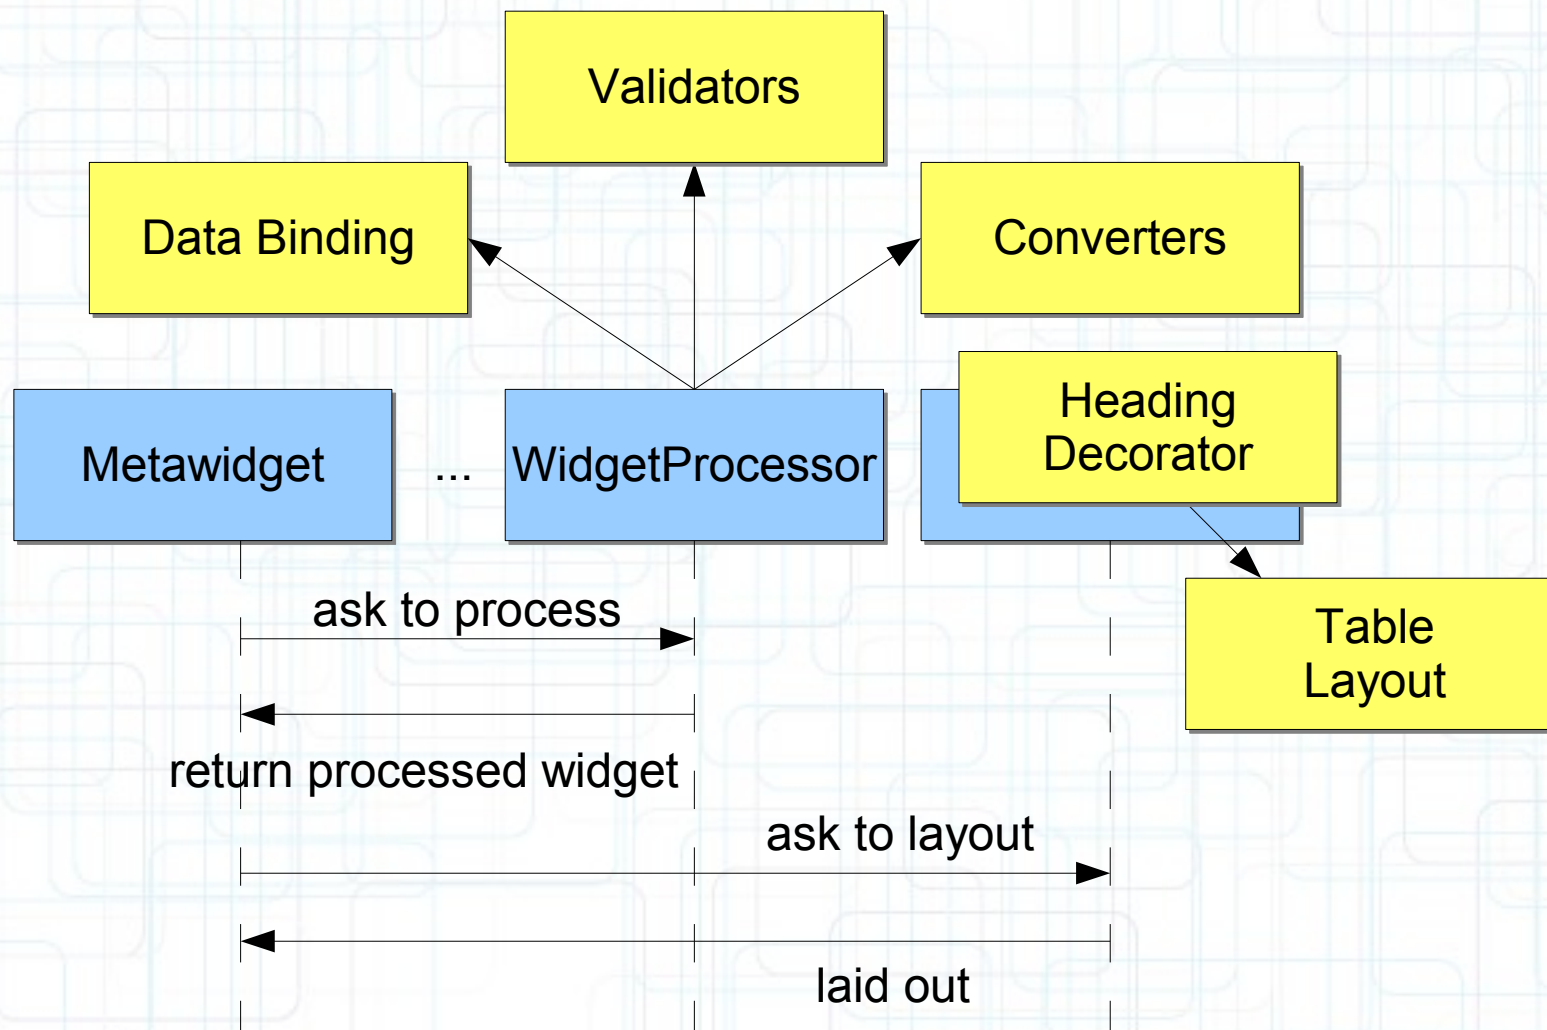 Validators
Data Binding
Converters
Heading
Decorator
Metawidget
...
WidgetProcessor
ask to process
Table
Layout
return processed widget
ask to layout
laid out